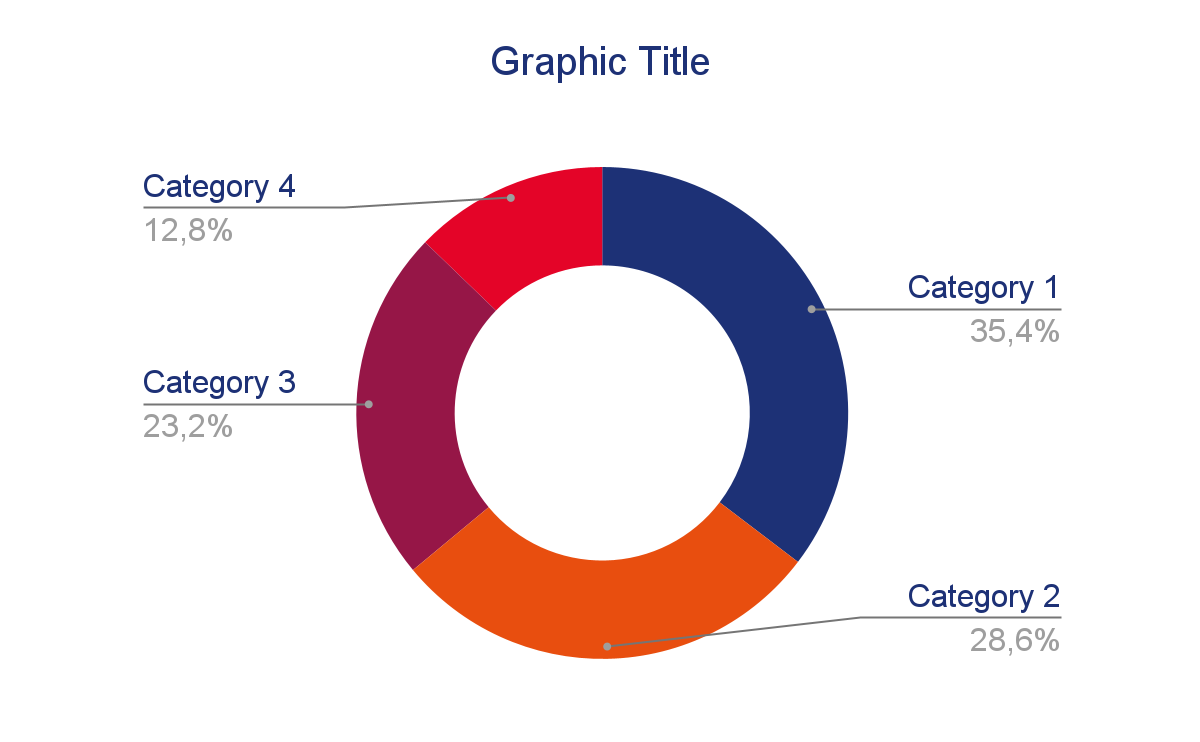 Graphic Title
Category 4
12,8%
Category 1
35,4%
Category 3
23,2%
Category 2
28,6%